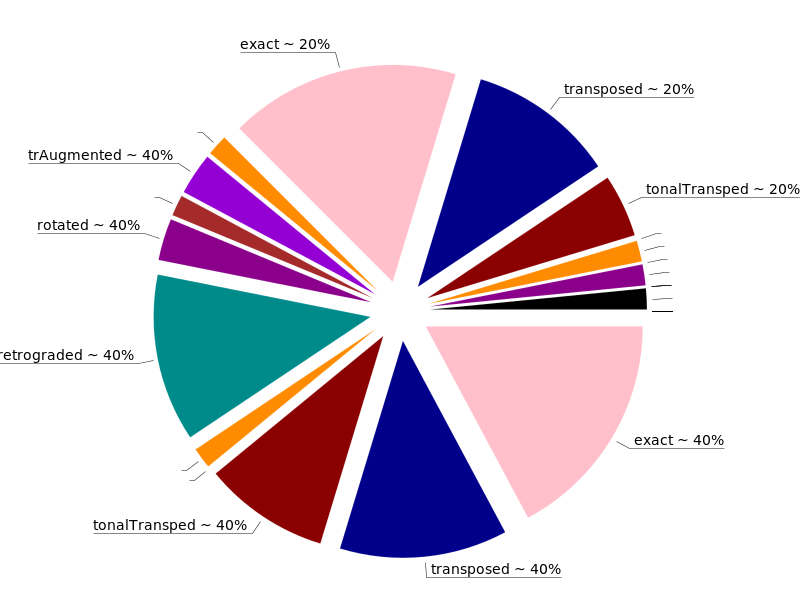 exact ~ 20%
transposed ~ 20%
trAugmented ~ 40%
tonalTransped ~ 20%
rotated ~ 40%
retrograded ~ 40%
exact ~ 40%
tonalTransped ~ 40%
transposed ~ 40%